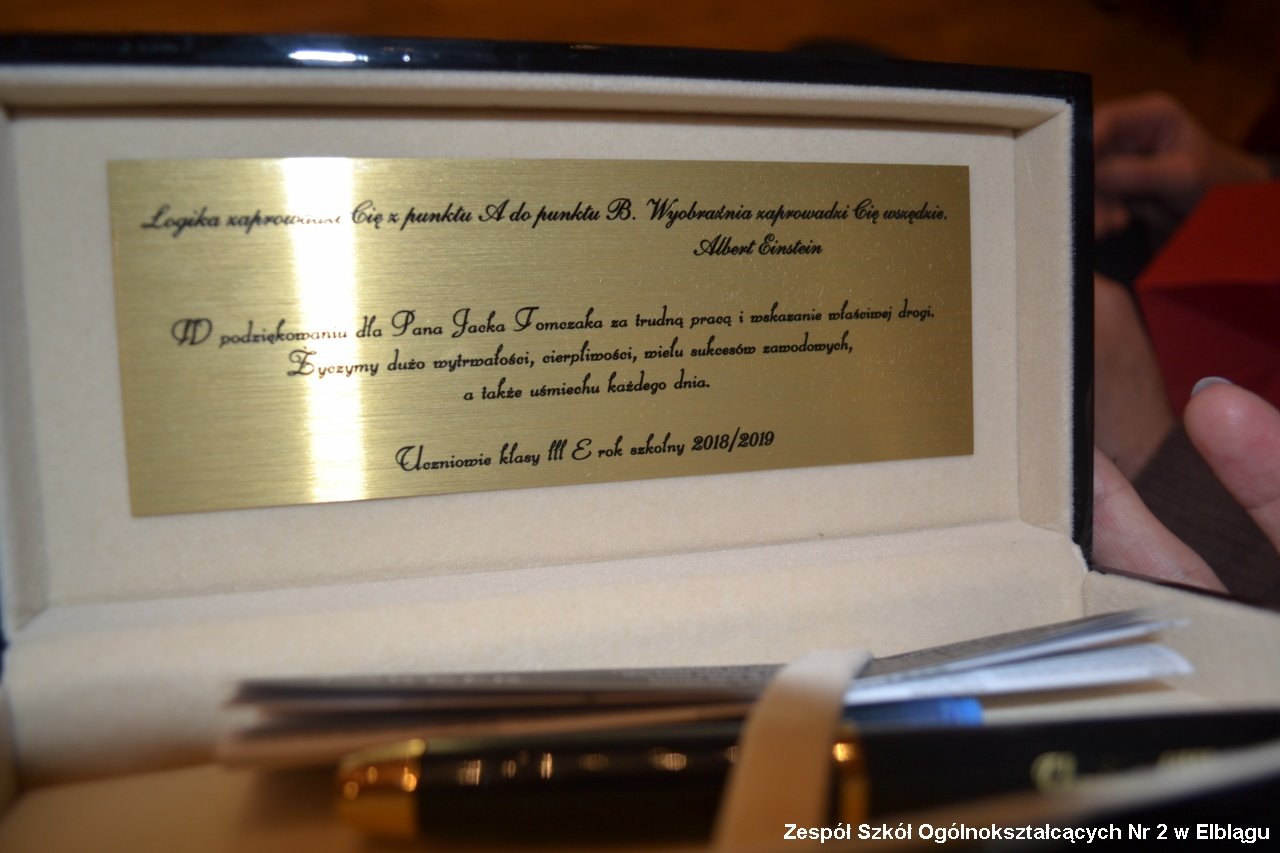 Logika zaprowadzi Cię z punktu A do punktu B. Wyobraźnia zaprowadzi Cię wszędzie.
Albert Einstein
W podziękowaniu dla Pana Jacka Tomczaka za trudną pracę i wskazanie właściwej drogi.
Życzymy dużo wytrwałości, cierpliwości, wielu sukcesów zawodowych,
a także uśmiechu każdego dnia.
Uczniowie klasy III E rok szkolny 2018/2019
Zespół Szkół Ogólnokształcących Nr 2 w Elblągu